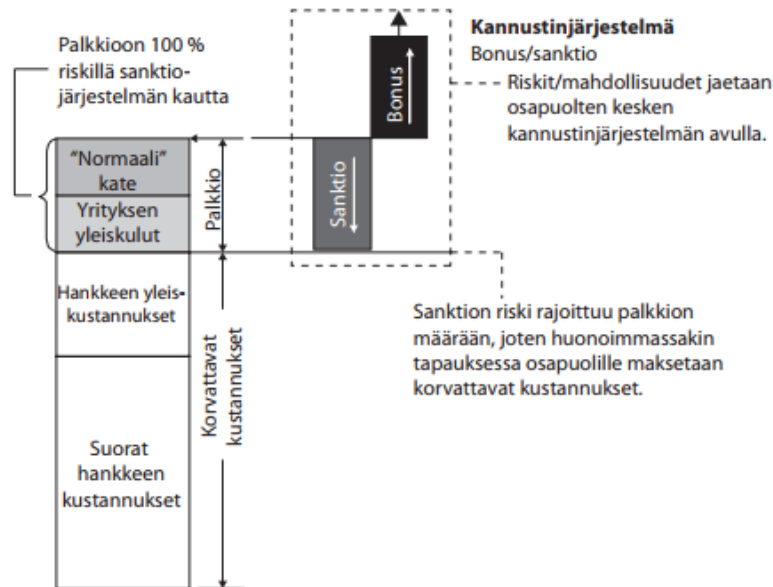 Palkkioon 100 %
riskillä sanktio-
järjestelmän kautta
Kannustinjärjestelmä
Bonus/sanktio
Riskit/mahdollisuudet jaetaan
osapuolten kesken
kannustinjärjestelmän avulla.
Bonus
Sanktio
"Normaali"
kate
Yrityksen
yleiskulut
Palkkio
Hankkeen yleis-
kustannukset
Suorat
hankkeen
kustannukset
Korvattavat
kustannukset
Sanktion riski rajoittuu palkkion
määrään, joten huonoimmassakin
tapauksessa osapuolille maksetaan
korvattavat kustannukset.